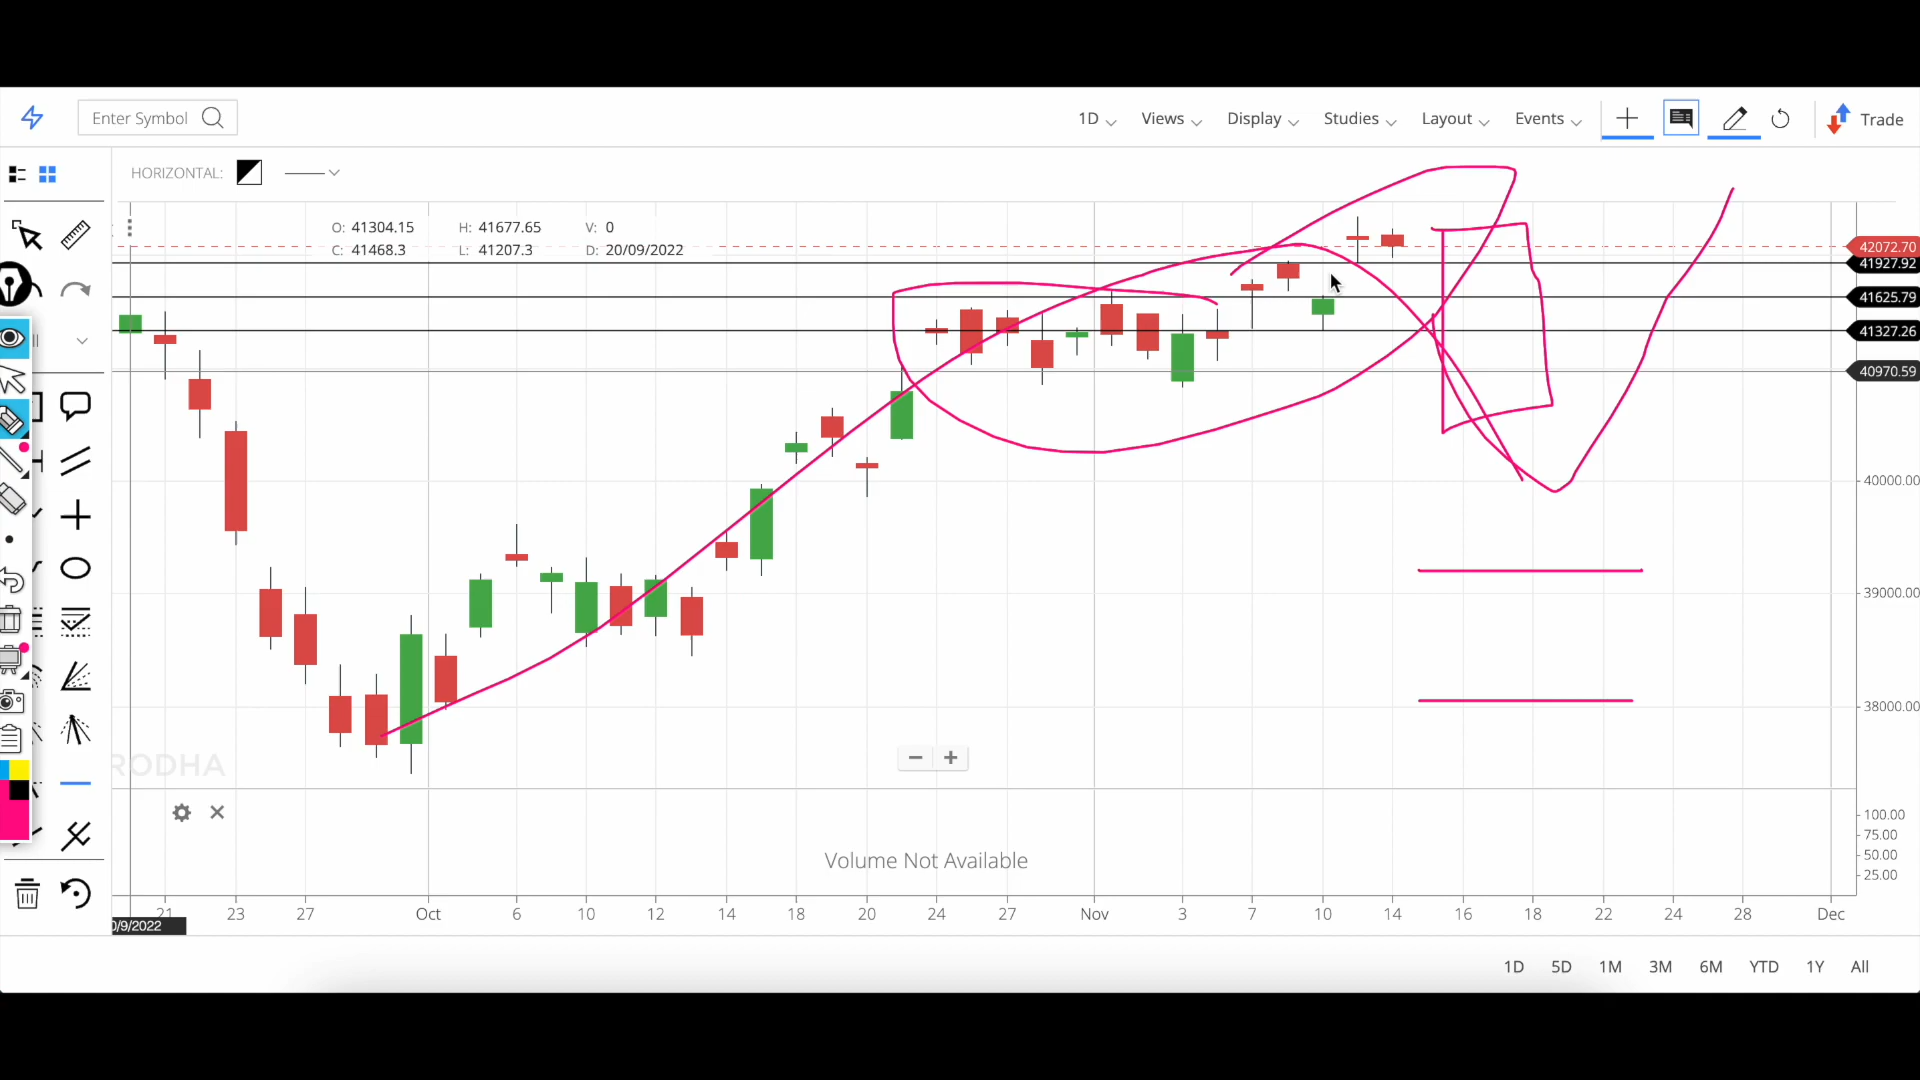 Enter Symbol
1D Views Display Studies Layout Events Trade
HORIZONTAL:
O: 41304.15 H: 41677.65 V: 0
C: 41468.3 L: 41207.3 D: 20/09/2022
42072.70
41927.92
41625.79
41327.26
40970.59
40000.00
39000.00
38000.00
RODHA
100.00
75.00
50.00
25.00
Volume Not Available
21 23 27 Oct 6 10 12 14 18 20 24 27 Nov 3 7 10 14 16 18 22 24 28 Dec
0/9/2022
1D 5D 1M 3M 6M YTD 1Y All